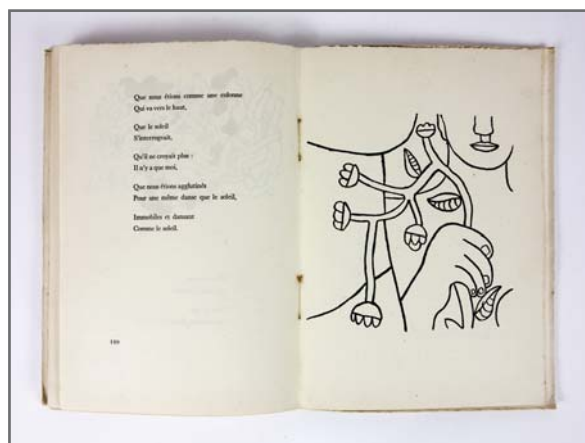 Que nous étions comme une colonne
Qui va vers le haut,
Que le soleil
S'interrogeait,
Qu'il ne croyait plus :
Il n'y a que moi,
Que nous étions agglutinés
Pour une même danse que le soleil,
Immobiles et dansant
Comme le soleil.